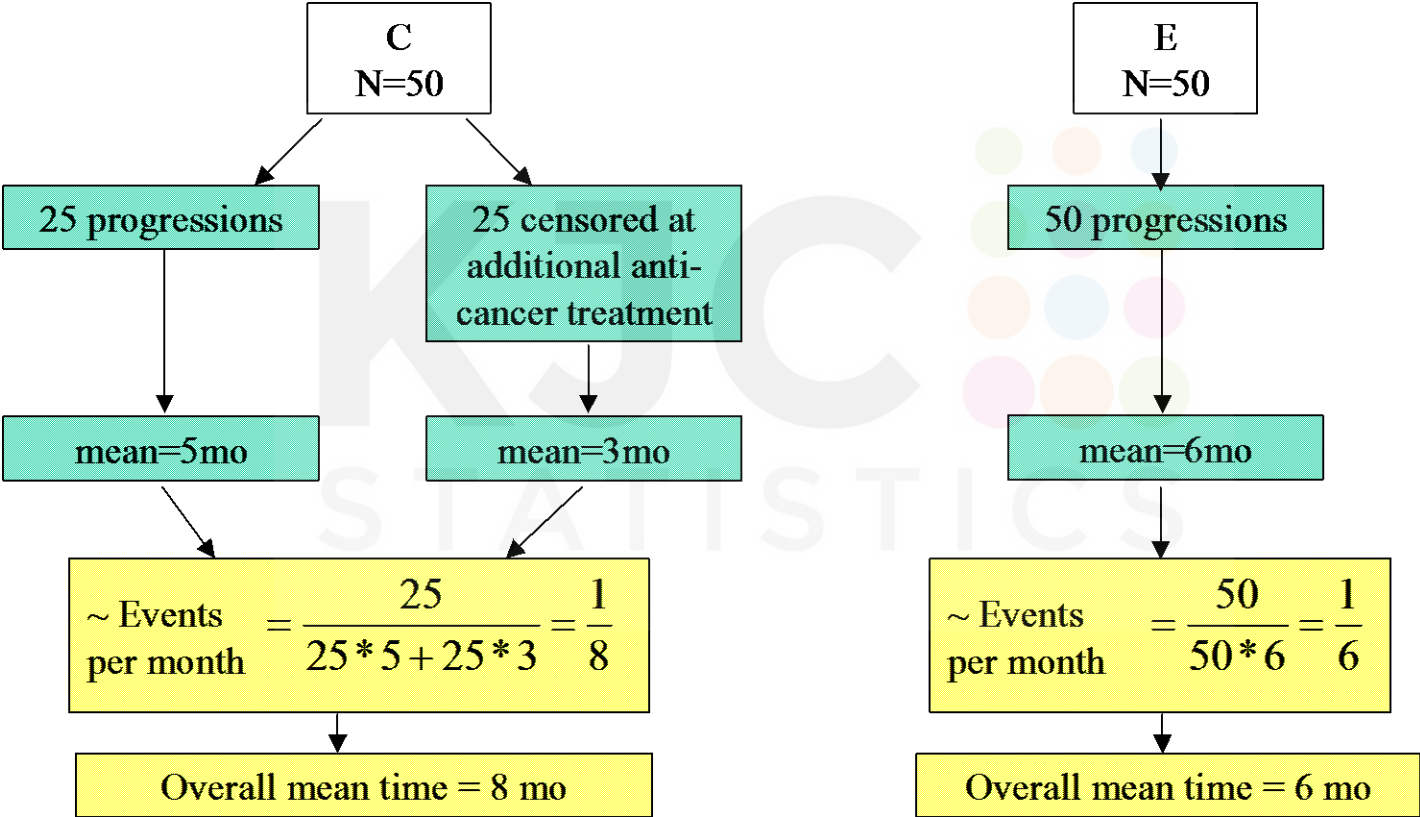 C
N=50
E
N=50
25 progressions
25 censored at
additional anti-
cancer treatment
50 progressions
mean=5mo
mean=3mo
mean=6mo
~ Events
per month
= 25 / 25*5+25*3 = 1 / 8
~ Events
per month
= 50 / 50*6 = 1 / 6
Overall mean time = 8 mo
Overall mean time = 6 mo
KJC
STATISTICS